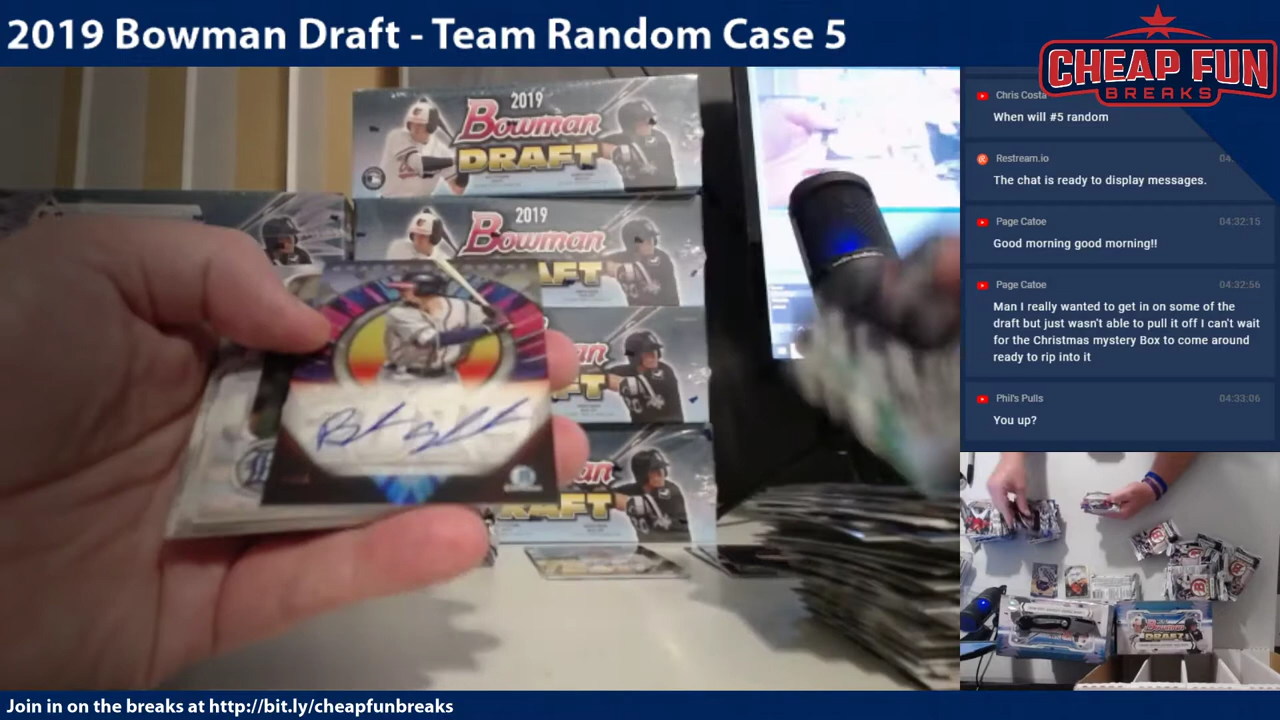 2019 Bowman Draft - Team Random Case 5
CHEAP FUN
BREAKS
Chris Costa
When will #5 random
Restream.io
The chat is ready to display messages.
Page Catoe 04:32:15
Good morning good morning!!
Page Catoe 04:32:56
Man I really wanted to get in on some of the
draft but just wasn't able to pull it off I can't wait
for the Christmas mystery Box to come around
ready to rip into it
Phil's Pulls 04:33:06
You up?
2019
Bowman
DRAFT
2019
Bowman
DRAFT
Join in on the breaks at http://bit.ly/cheapfunbreaks